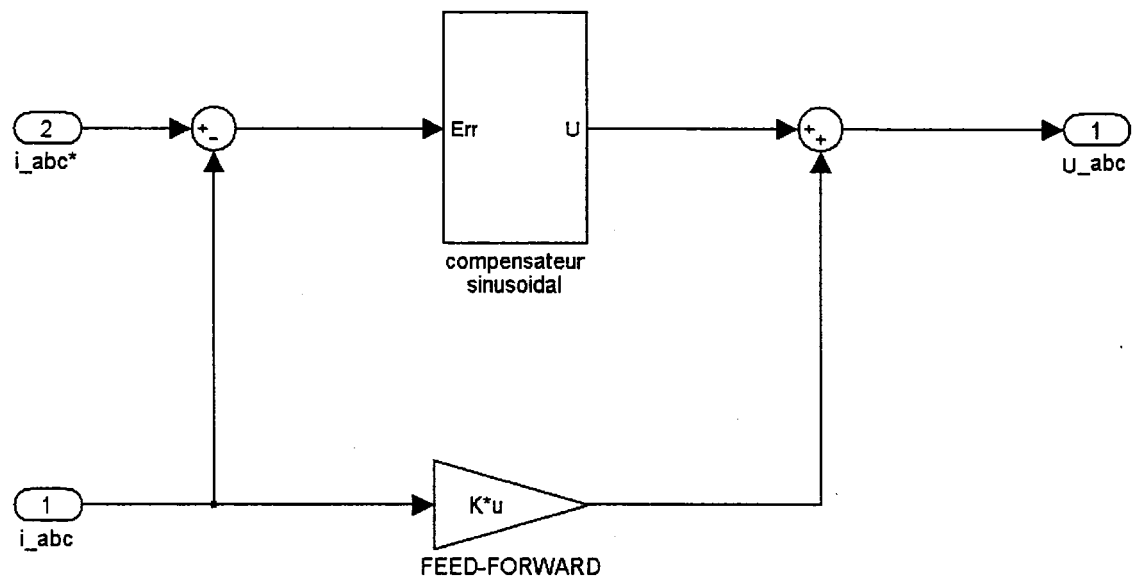 2
i_abc*
+
-
Err
U
compensateur
sinusoidal
+
+
1
U_abc
1
i_abc
K*u
FEED-FORWARD